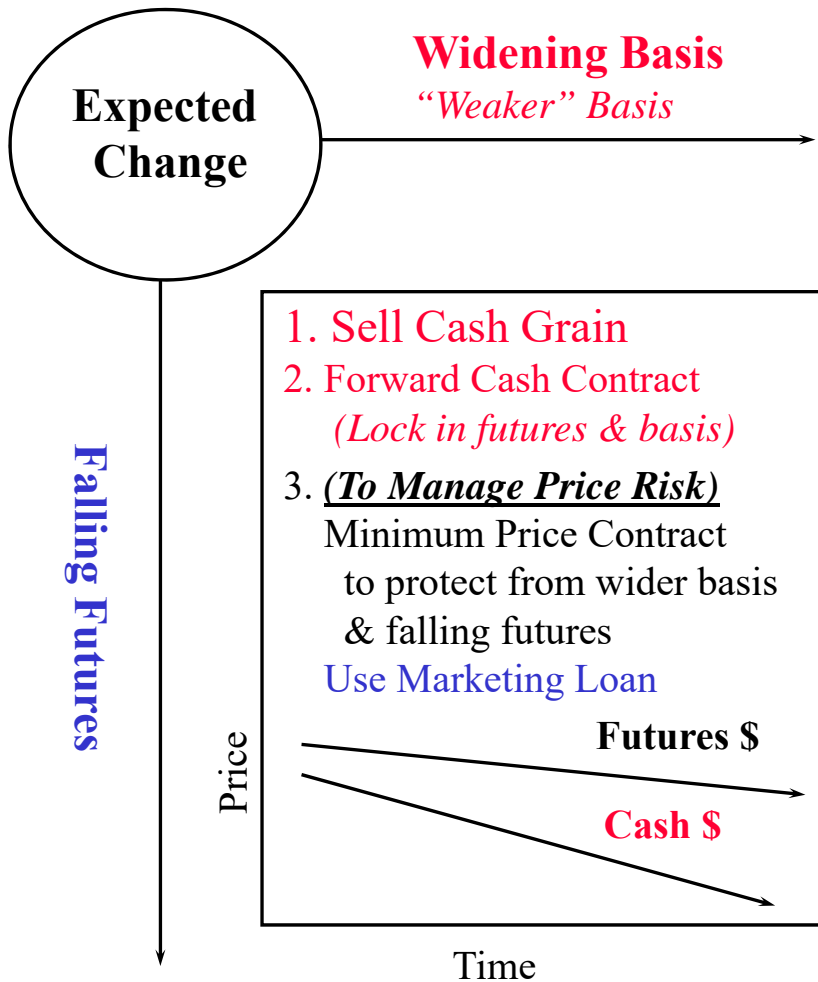 Expected
Change
Widening Basis
“Weaker” Basis
Falling Futures
1. Sell Cash Grain
2. Forward Cash Contract
(Lock in futures & basis)
3. (To Manage Price Risk)
Minimum Price Contract
to protect from wider basis
& falling futures
Use Marketing Loan
Futures $
Cash $
Price
Time